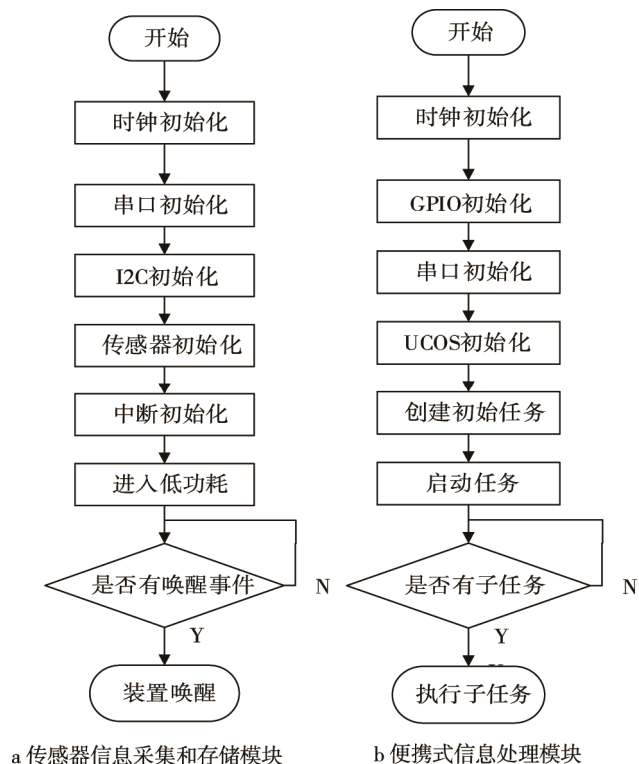 开始
时钟初始化
串口初始化
I2C初始化
传感器初始化
中断初始化
进入低功耗
是否有唤醒事件
N
Y
装置唤醒
a 传感器信息采集和存储模块
开始
时钟初始化
GPIO初始化
串口初始化
UCOS初始化
创建初始任务
启动任务
是否有子任务
N
Y
执行子任务
b 便携式信息处理模块